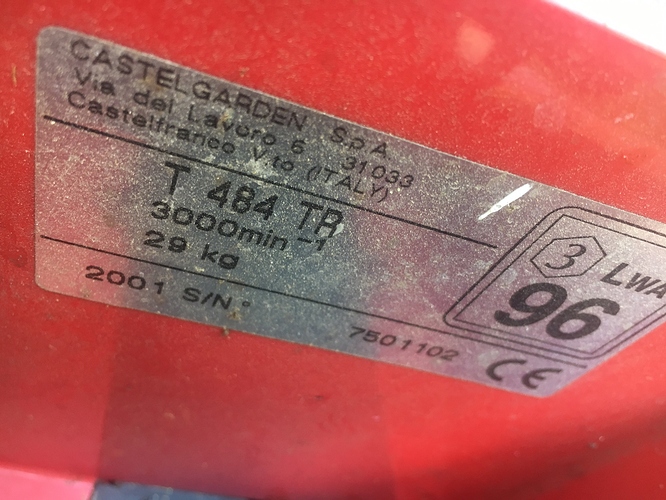 CASTELGARDEN S.p.A.
Via del Lavoro 6 31033
Castelfranco V.to (ITALY)
T 484 TR
3000min -1
29 kg
2001 S/N° 7501102
3 LWA
96
CE